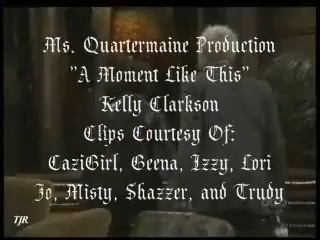 Ms. Quartermaine Production
"A Moment Like This"
Kelly Clarkson
Clips Courtesy Of:
CaziGirl, Geena, Izzy, Lori
Jo, Misty, Shazzer, and Trudy
TJR